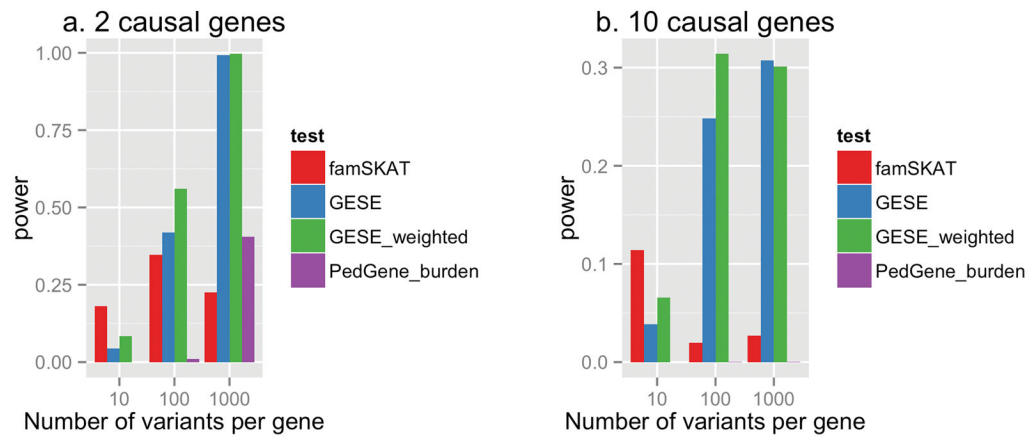 a. 2 causal genes
1.00
0.75
0.50
0.25
0.00
power
10 100 1000
Number of variants per gene
test
famSKAT
GESE
GESE_weighted
PedGene_burden
b. 10 causal genes
0.3
0.2
0.1
0.0
power
10 100 1000
Number of variants per gene
test
famSKAT
GESE
GESE_weighted
PedGene_burden